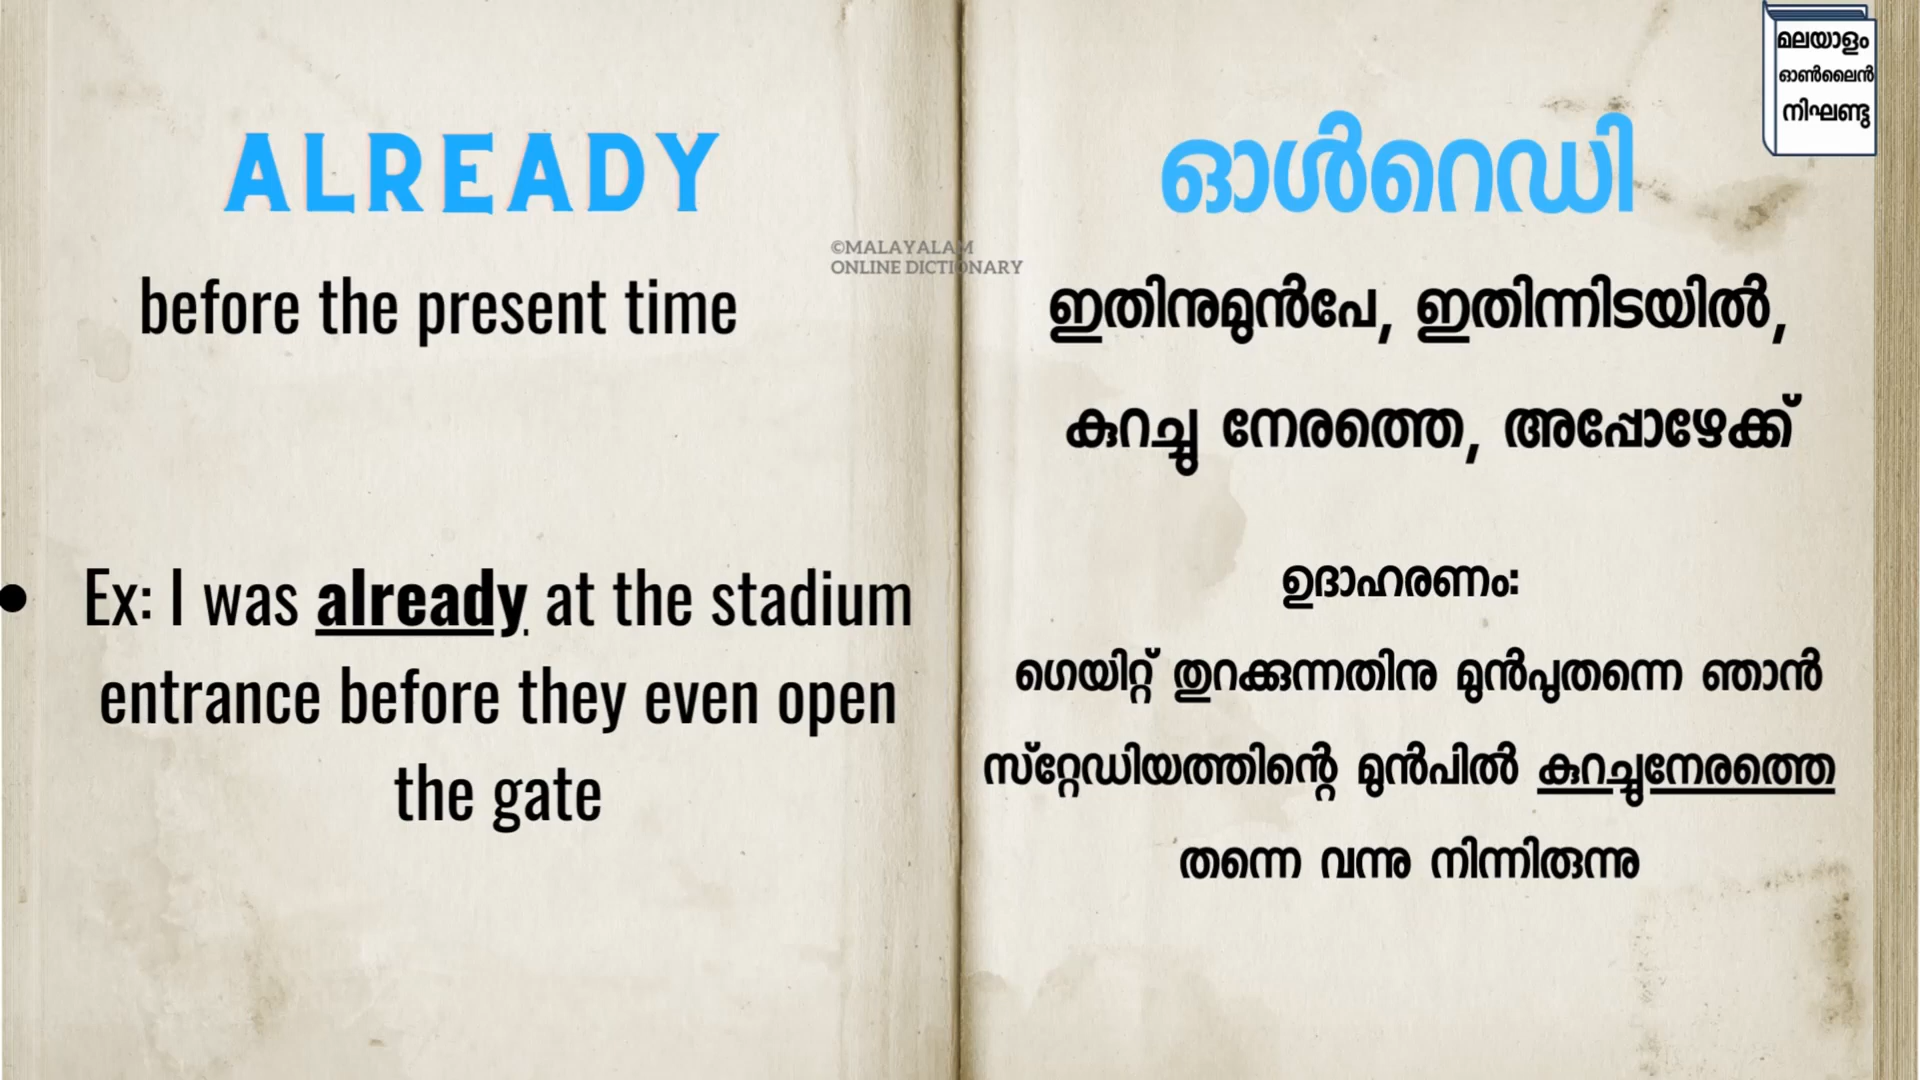 ALREADY
before the present time
• Ex: I was already at the stadium
entrance before they even open
the gate
©MALAYALAM
ONLINE DICTIONARY
മലയാളം
ഓൺലൈൻ
നിഘണ്ടു
ഓൾറെഡി
ഇതിനുമുൻപേ, ഇതിന്നിടയിൽ,
കുറച്ചു നേരത്തെ, അപ്പോഴേക്ക്
ഉദാഹരണം:
ഗെയിറ്റ് തുറക്കുന്നതിനു മുൻപുതന്നെ ഞാൻ
സ്റ്റേഡിയത്തിന്റെ മുൻപിൽ കുറച്ചുനേരത്തെ
തന്നെ വന്നു നിന്നിരുന്നു